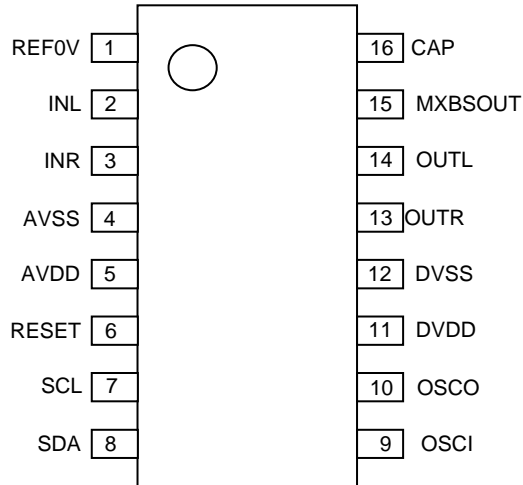 REF0V 1 16 CAP
INL 2 15 MXBSOUT
INR 3 14 OUTL
AVSS 4 13 OUTR
AVDD 5 12 DVSS
RESET 6 11 DVDD
SCL 7 10 OSCO
SDA 8 9 OSCI